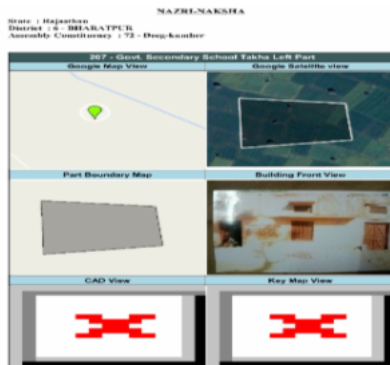 NAZRI-NAKSHA
State : Rajasthan
District : 6 - BHARATPUR
Assembly Constituency : 72 - Deeg-kumher
267 - Govt. Secondary School Takha Left Part
Google Map View
Google Satellite view
Part Boundary Map
Building Front View
CAD View
Key Map View